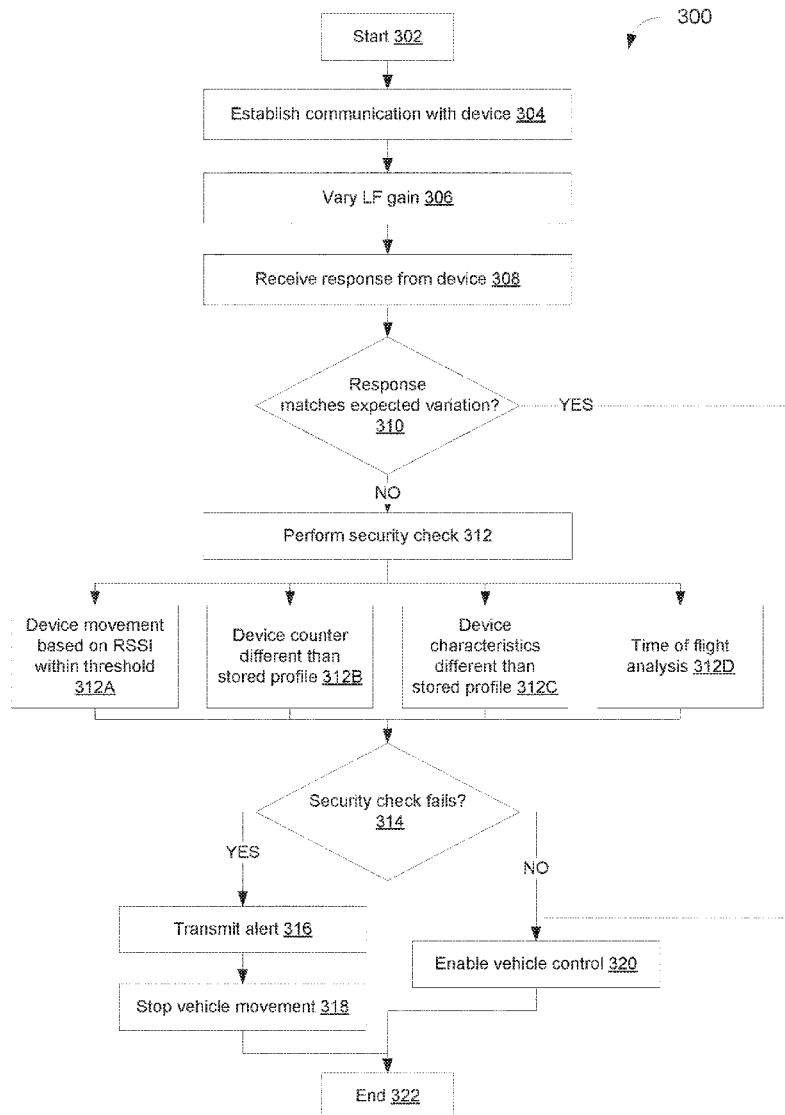 300
Start 302
Establish communication with device 304
Vary LF gain 306
Receive response from device 308
Response
matches expected variation?
310
YES
NO
Perform security check 312
Device movement
based on RSSI
within threshold
312A
Device counter
different than
stored profile 312B
Device
characteristics
different than
stored profile 312C
Time of flight
analysis 312D
Security check fails?
314
YES
NO
Transmit alert 316
Enable vehicle control 320
Stop vehicle movement 318
End 322